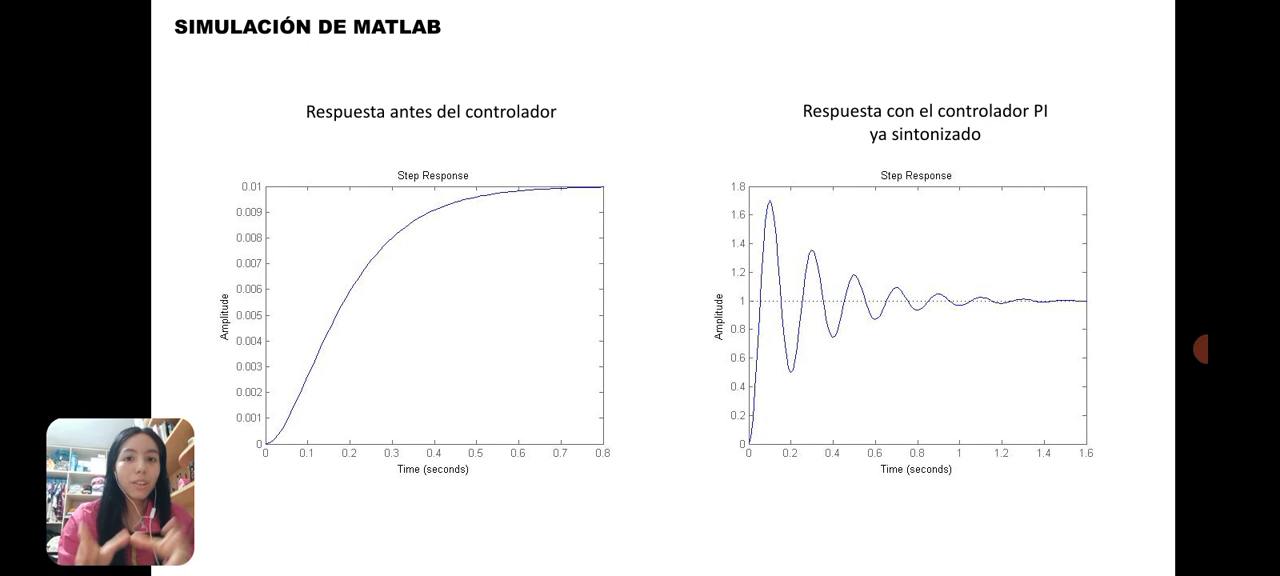 SIMULACIÓN DE MATLAB
Respuesta antes del controlador
Step Response
0.01
0.009
0.008
0.007
0.006
0.005
0.004
0.003
0.002
0.001
0
Amplitude
0 0.1 0.2 0.3 0.4 0.5 0.6 0.7 0.8
Time (seconds)
Respuesta con el controlador PI
ya sintonizado
Step Response
1.8
1.6
1.4
1.2
1
0.8
0.6
0.4
0.2
0
Amplitude
0 0.2 0.4 0.6 0.8 1 1.2 1.4 1.6
Time (seconds)